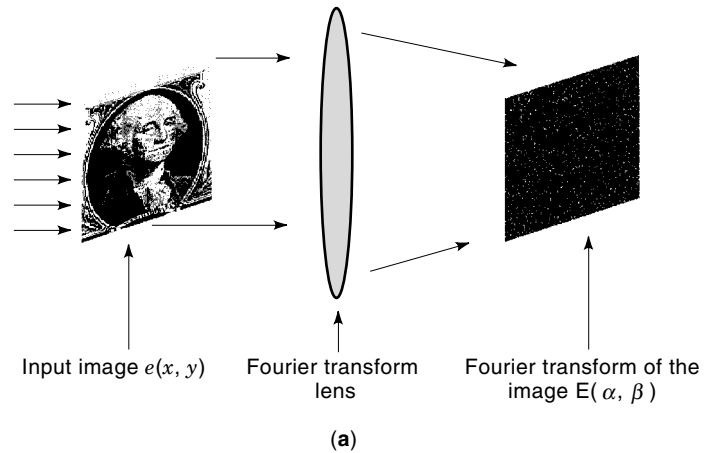 Input image e(x, y)
Fourier transform
lens
Fourier transform of the
image E( α, β )
(a)